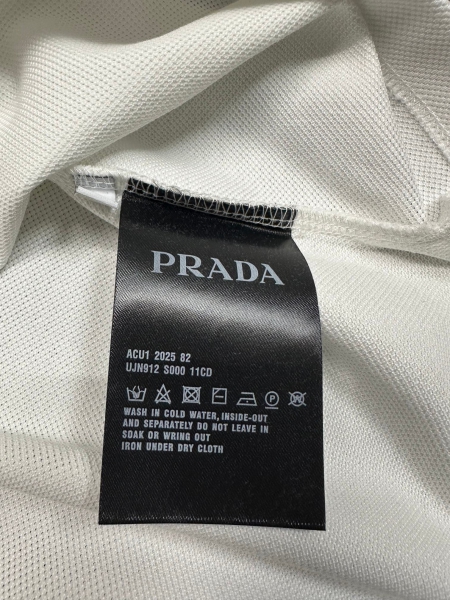 PRADA
ACU1 2025 82
UJN912 S000 11CD
WASH IN COLD WATER, INSIDE-OUT
AND SEPARATELY DO NOT LEAVE IN
SOAK OR WRING OUT
IRON UNDER DRY CLOTH